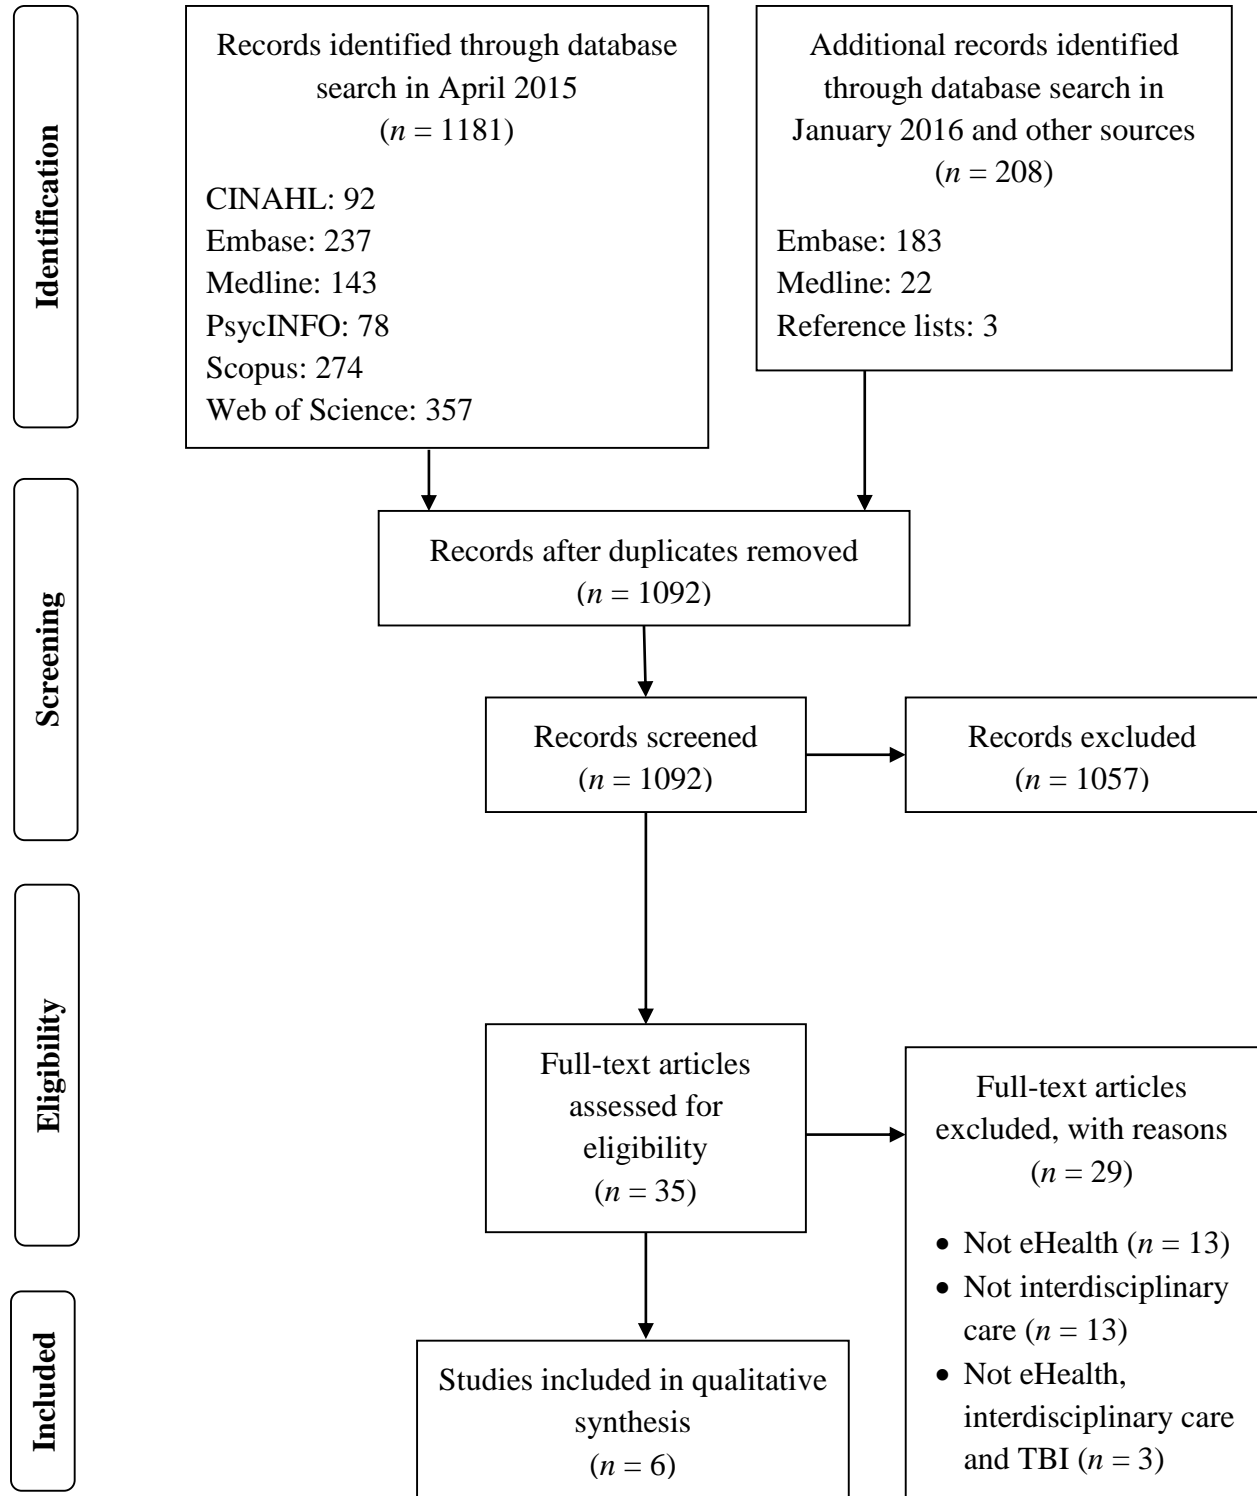 Identification
Records identified through database
search in April 2015
(n = 1181)
CINAHL: 92
Embase: 237
Medline: 143
PsycINFO: 78
Scopus: 274
Web of Science: 357
Additional records identified
through database search in
January 2016 and other sources
(n = 208)
Embase: 183
Medline: 22
Reference lists: 3
Screening
Records after duplicates removed
(n = 1092)
Records screened
(n = 1092)
Records excluded
(n = 1057)
Eligibility
Full-text articles
assessed for
eligibility
(n = 35)
Full-text articles
excluded, with reasons
(n = 29)
• Not eHealth (n = 13)
• Not interdisciplinary
care (n = 13)
• Not eHealth,
interdisciplinary care
and TBI (n = 3)
Included
Studies included in qualitative
synthesis
(n = 6)